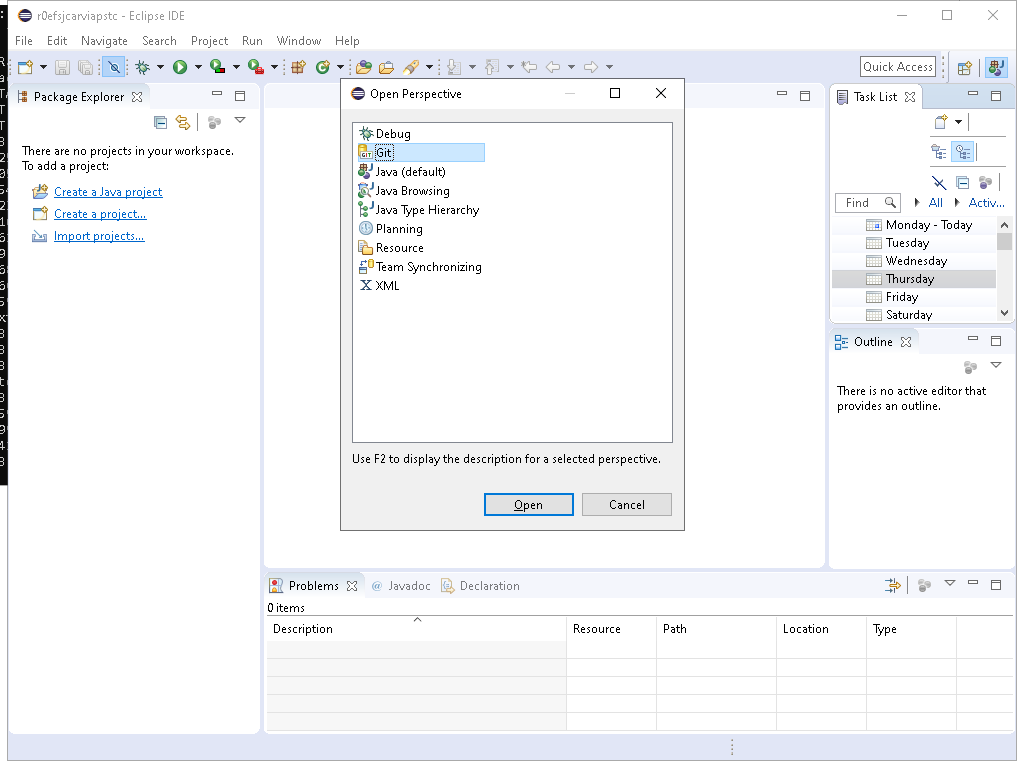 r0efsjcarviapstc - Eclipse IDE
File Edit Navigate Search Project Run Window Help
Quick Access
Package Explorer
There are no projects in your workspace.
To add a project:
Create a Java project
Create a project...
Import projects...
Open Perspective
Debug
GIT Git
Java (default)
Java Browsing
Java Type Hierarchy
Planning
Resource
Team Synchronizing
XML
Use F2 to display the description for a selected perspective.
Open Cancel
Task List
Find All Activ...
Monday - Today
Tuesday
Wednesday
Thursday
Friday
Saturday
Outline
There is no active editor that
provides an outline.
Problems @ Javadoc Declaration
0 items
Description Resource Path Location Type